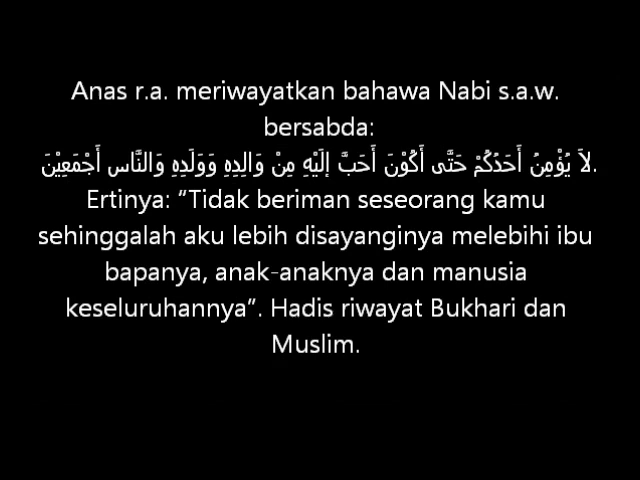 Anas r.a. meriwayatkan bahawa Nabi s.a.w.
bersabda:
لاَ يُؤْمِنُ أَحَدُكُمْ حَتَّى أَكُوْنَ أَحَبَّ إِلَيْهِ مِنْ وَالِدِهِ وَوَلَدِهِ وَالنَّاسِ أَجْمَعِيْنَ.
Ertinya: “Tidak beriman seseorang kamu
sehinggalah aku lebih disayanginya melebihi ibu
bapanya, anak-anaknya dan manusia
keseluruhannya”. Hadis riwayat Bukhari dan
Muslim.